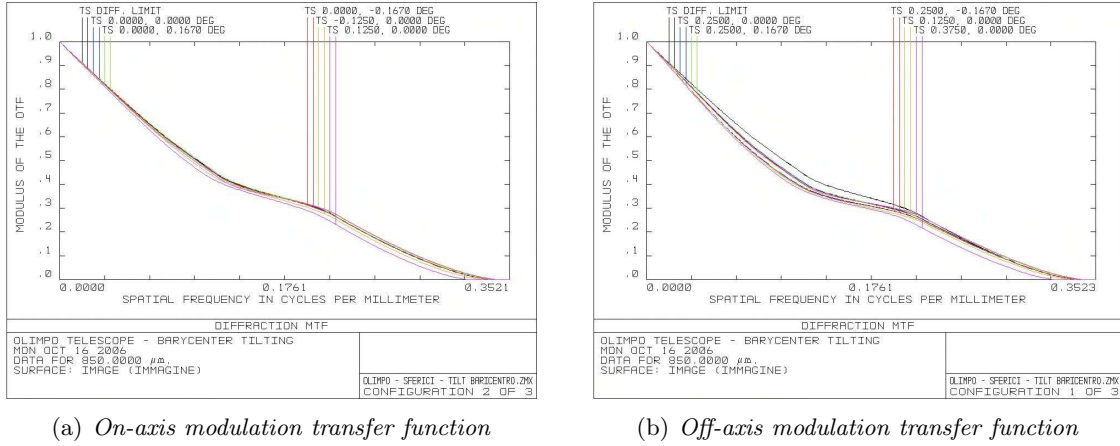 TS DIFF. LIMIT
TS 0.0000, 0.0000 DEG
TS 0.0000, 0.1670 DEG
TS 0.0000, -0.1670 DEG
TS -0.1250, 0.0000 DEG
TS 0.1250, 0.0000 DEG
1.0
.9
.8
.7
.6
.5
.4
.3
.2
.1
.0
MODULUS OF THE OTF
0.0000
0.1761
0.3521
SPATIAL FREQUENCY IN CYCLES PER MILLIMETER
DIFFRACTION MTF
OLIMPO TELESCOPE - BARYCENTER TILTING
MON OCT 16 2006
DATA FOR 850.0000 µm.
SURFACE: IMAGE (IMMAGINE)
OLIMPO - SFERICI - TILT BARICENTRO.ZMX
CONFIGURATION 2 OF 3
(a) On-axis modulation transfer function
TS DIFF. LIMIT
TS 0.2500, 0.0000 DEG
TS 0.2500, 0.1670 DEG
TS 0.2500, -0.1670 DEG
TS 0.1250, 0.0000 DEG
TS 0.3750, 0.0000 DEG
1.0
.9
.8
.7
.6
.5
.4
.3
.2
.1
.0
MODULUS OF THE OTF
0.0000
0.1761
0.3523
SPATIAL FREQUENCY IN CYCLES PER MILLIMETER
DIFFRACTION MTF
OLIMPO TELESCOPE - BARYCENTER TILTING
MON OCT 16 2006
DATA FOR 850.0000 µm.
SURFACE: IMAGE (IMMAGINE)
OLIMPO - SFERICI - TILT BARICENTRO.ZMX
CONFIGURATION 1 OF 3
(b) Off-axis modulation transfer function